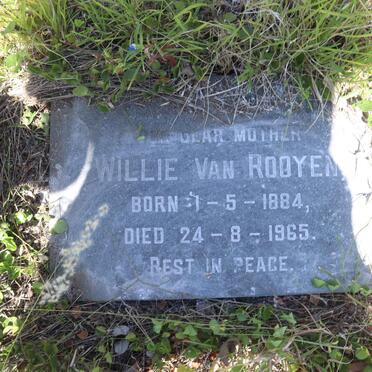 DEAR MOTHER
WILLIE VAN ROOYEN
BORN 1-5-1884,
DIED 24-8-1965.
REST IN PEACE.